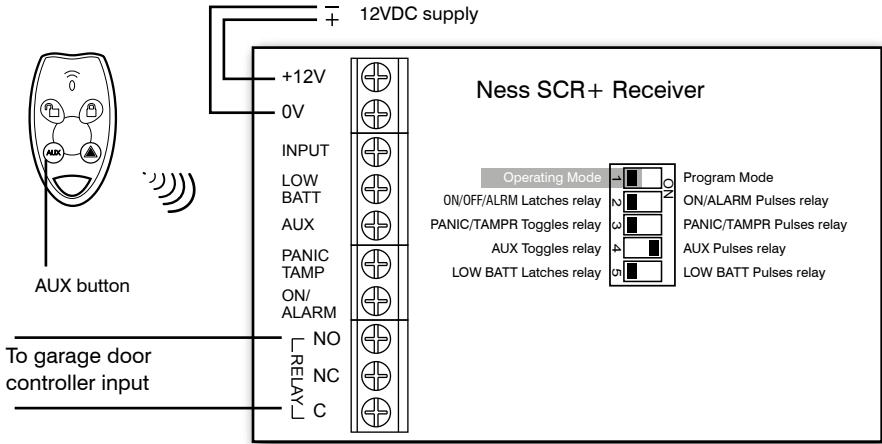 − 12VDC supply
+
+12V
0V
INPUT
LOW
BATT
AUX
PANIC
TAMP
ON/
ALARM
RELAY
NO
NC
C
AUX
AUX button
To garage door
controller input
Ness SCR+ Receiver
Operating Mode 1 ON Program Mode
ON/OFF/ALRM Latches relay 2 ON/ALARM Pulses relay
PANIC/TAMPR Toggles relay 3 PANIC/TAMPR Pulses relay
AUX Toggles relay 4 AUX Pulses relay
LOW BATT Latches relay 5 LOW BATT Pulses relay